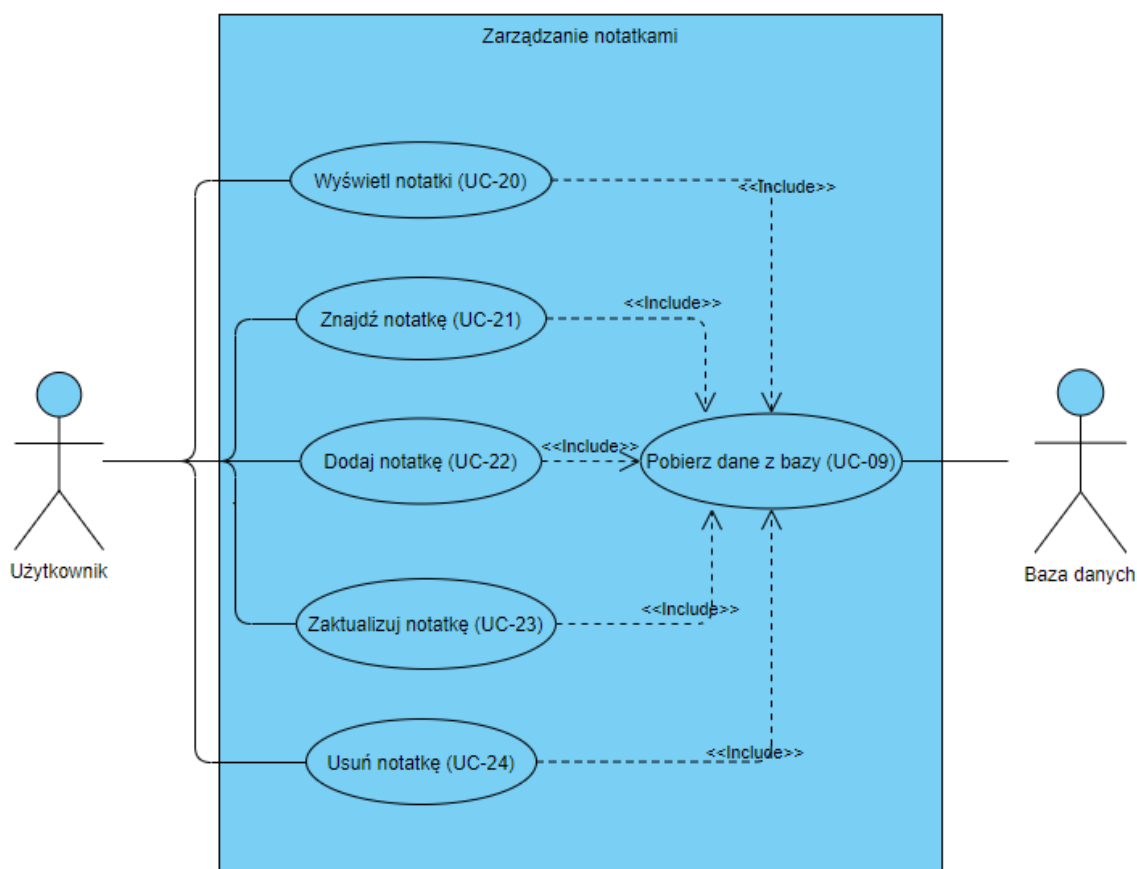 Zarządzanie notatkami
Wyświetl notatki (UC-20)
<<Include>>
Znajdź notatkę (UC-21)
<<Include>>
Dodaj notatkę (UC-22)
<<Include>>
Pobierz dane z bazy (UC-09)
Użytkownik
Baza danych
Zaktualizuj notatkę (UC-23)
<<Include>>
Usuń notatkę (UC-24)
<<Include>>